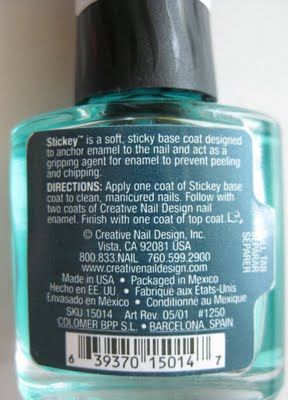 Stickey™ is a soft, sticky base coat designed
to anchor enamel to the nail and act as a
gripping agent for enamel to prevent peeling
and chipping.
DIRECTIONS: Apply one coat of Stickey base
coat to clean, manicured nails. Follow with
two coats of Creative Nail Design nail
enamel. Finish with one coat of top coat.
© Creative Nail Design, Inc.
Vista, CA 92081 USA
800.833.NAIL 760.599.2900
www.creativenaildesign.com
Made in USA • Packaged in Mexico
Hecho en EE. UU • Fabriqué aux États-Unis
Envasado en México • Conditionné au Mexique
SKU 15014 Art Rev. 05/01 #1250
COLOMER BPP S.L. • BARCELONA, SPAIN
6 39370 15014 7
TAB
SEPARAR
SÉPARER